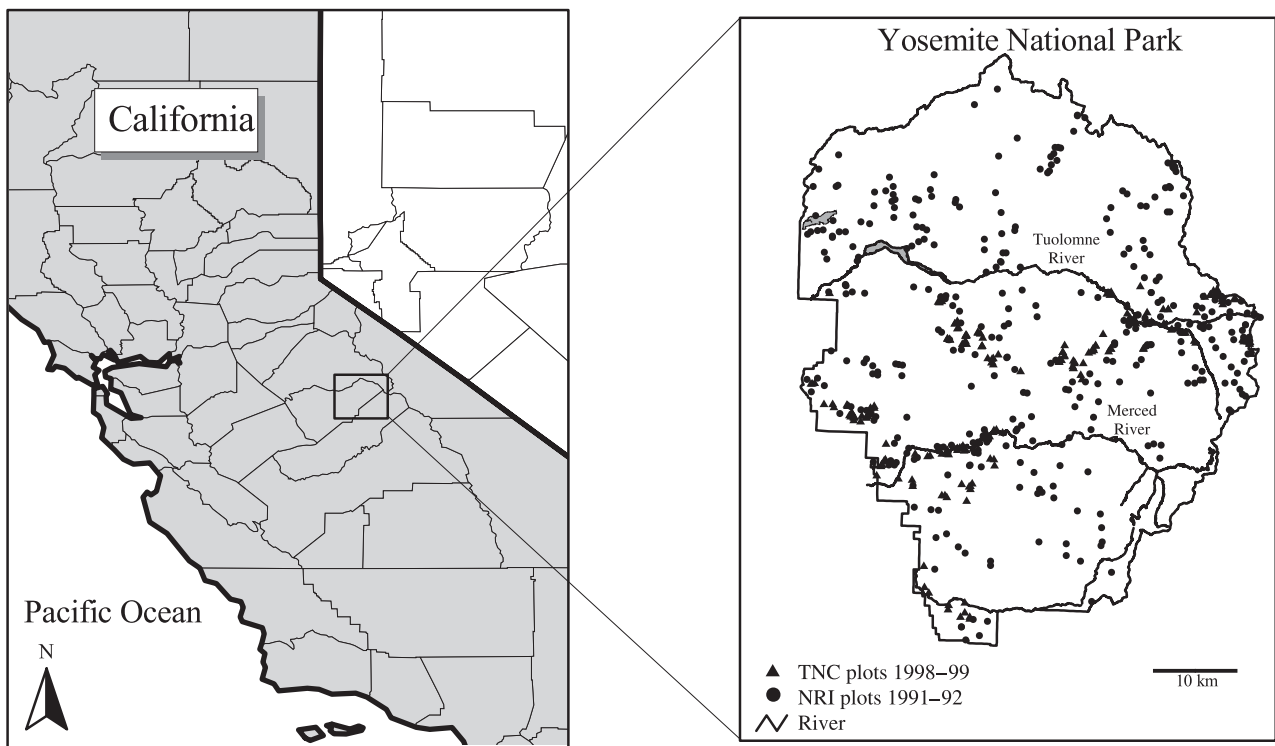 California
Pacific Ocean
N
Yosemite National Park
Tuolomne
River
Merced
River
TNC plots 1998–99
NRI plots 1991–92
River
10 km